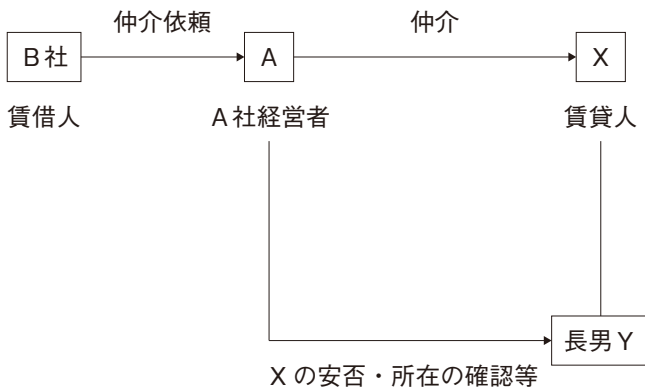 仲介依頼
仲介
B社
A
X
賃借人
A社経営者
賃貸人
長男Y
Xの安否・所在の確認等